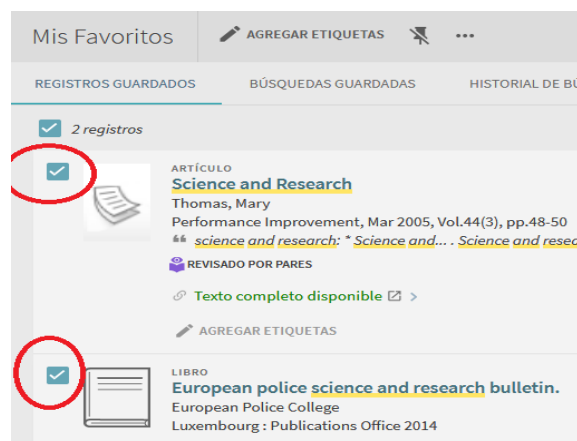 Mis Favoritos AGREGAR ETIQUETAS
REGISTROS GUARDADOS BÚSQUEDAS GUARDADAS HISTORIAL DE
2 registros
ARTÍCULO
Science and Research
Thomas, Mary
Performance Improvement, Mar 2005, Vol.44(3), pp.48-50
science and research: * Science and... . Science and
REVISADO POR PARES
Texto completo disponible
AGREGAR ETIQUETAS
LIBRO
European police science and research bulletin.
European Police College
Luxembourg : Publications Office 2014